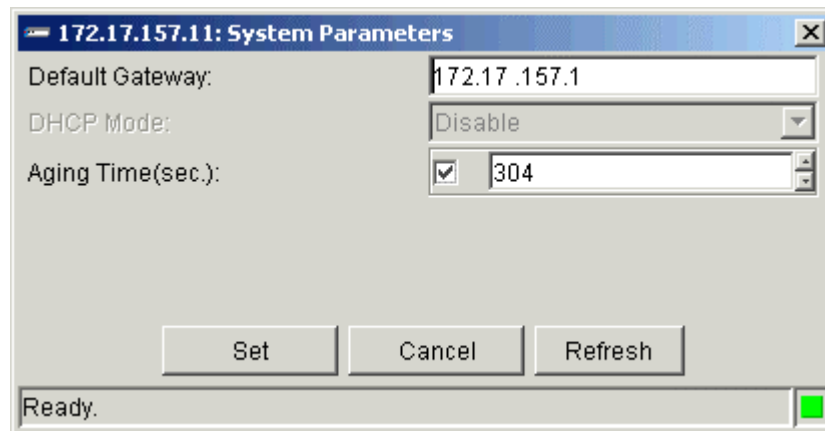 172.17.157.11: System Parameters
Default Gateway: 172.17 .157.1
DHCP Mode: Disable
Aging Time(sec.): 304
Set Cancel Refresh
Ready.